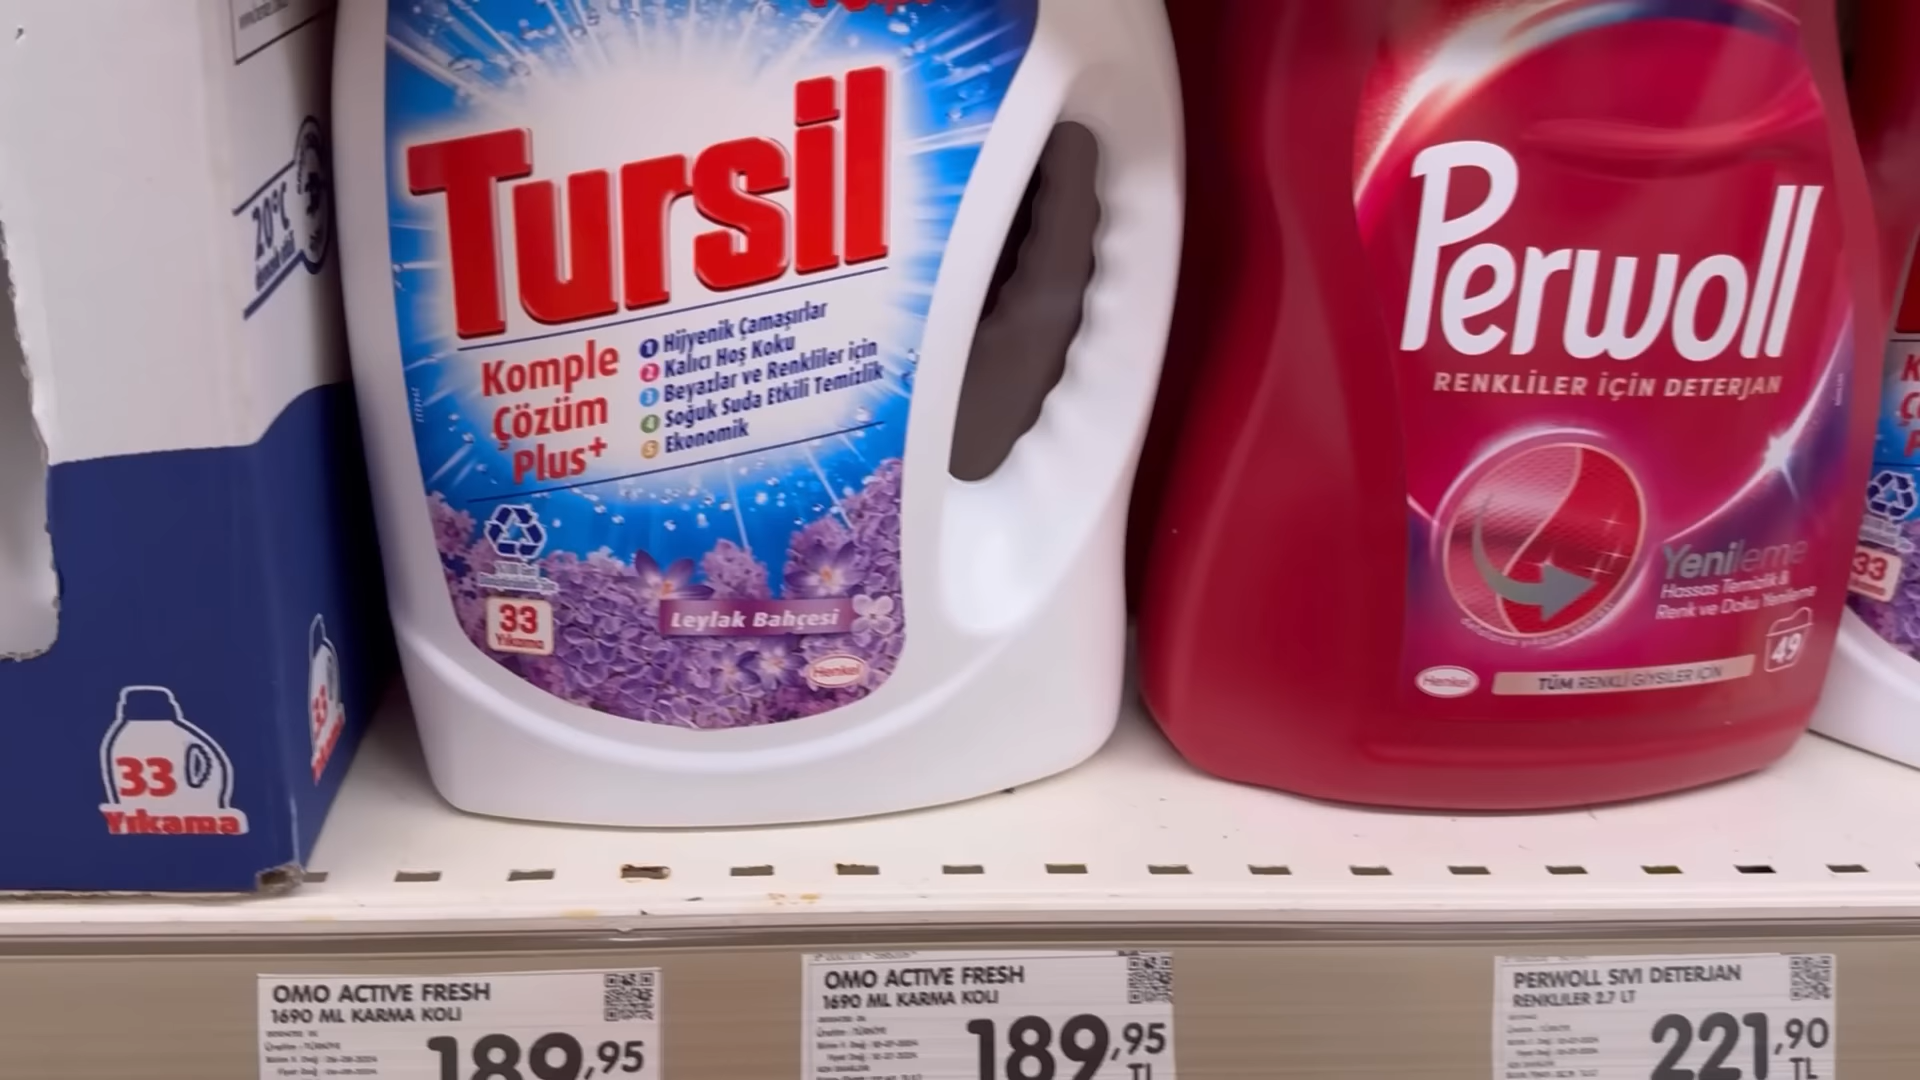 20°C
33
Yıkama
33
Tursil
Komple
Çözüm
Plus+
1 Hijyenik Çamaşırlar
2 Kalıcı Hoş Koku
3 Beyazlar ve Renkliler için
4 Soğuk Suda Etkili Temizlik
5 Ekonomik
33
Yıkama
Leylak Bahçesi
Henkel
Perwoll
RENKLİLER İÇİN DETERJAN
Yenileme
Hassas Temizlik &
Renk ve Doku Yenileme
49
Henkel
TÜM RENKLİ GİYSİLER İÇİN
33
OMO ACTIVE FRESH
1690 ML KARMA KOLI
189,95
OMO ACTIVE FRESH
1690 ML KARMA KOLI
189,95
TL
PERWOLL SIVI DETERJAN
RENKLILER 2.7 LT
221,90
TL